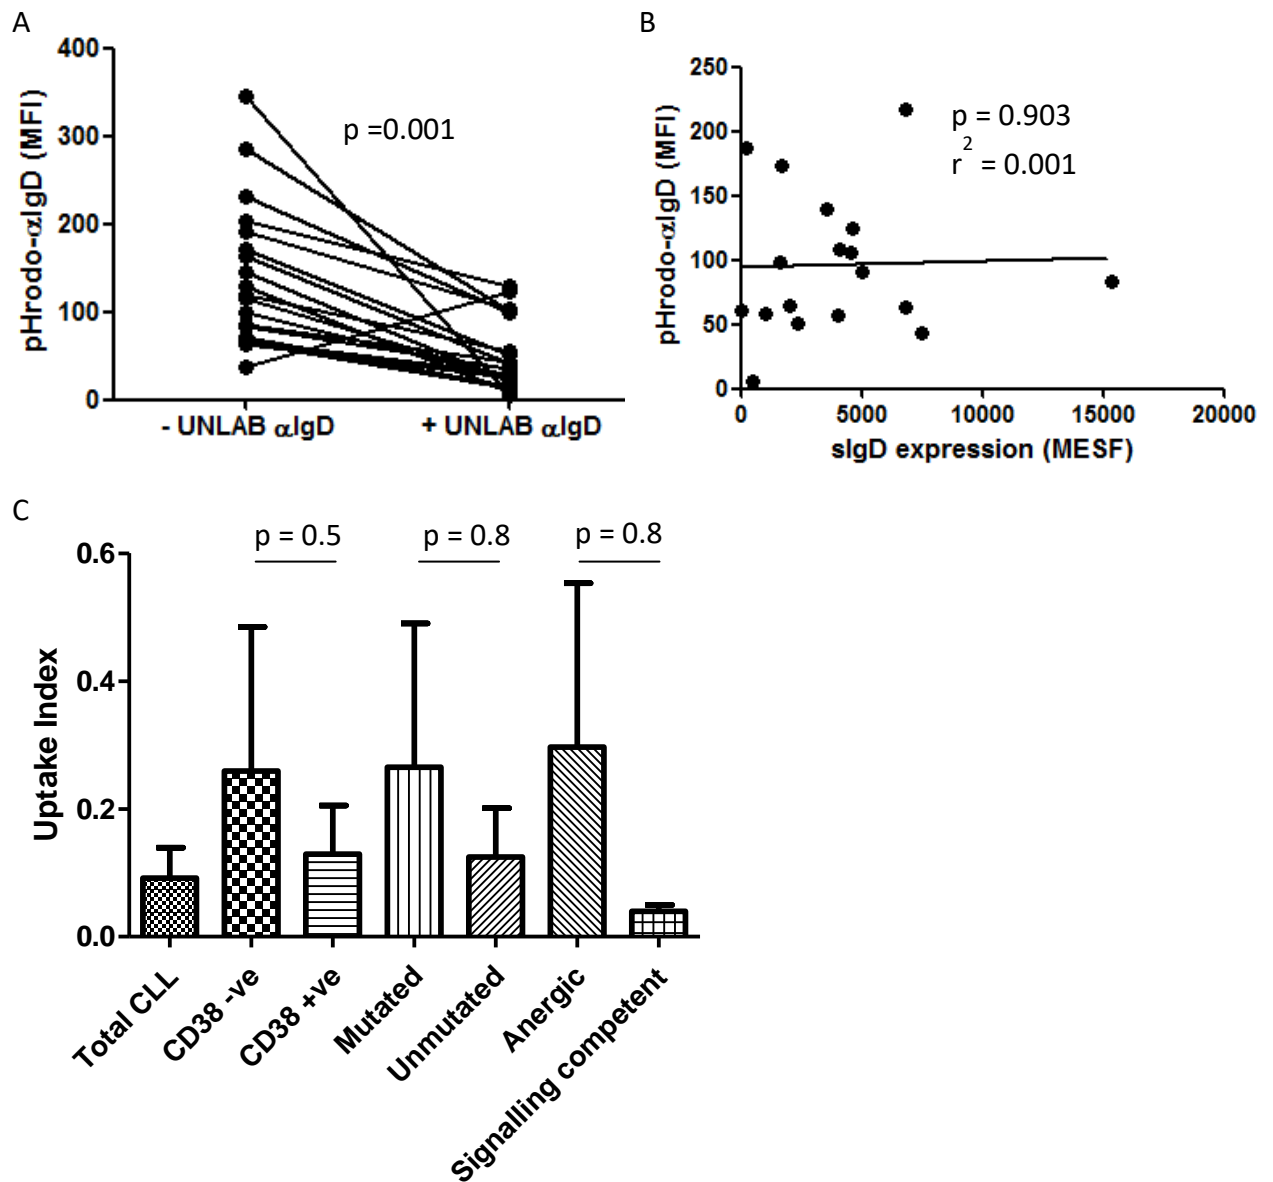 A
400
300
200
100
0
pHrodo-αIgD (MFI)
p =0.001
- UNLAB αIgD
+ UNLAB αIgD
B
250
200
150
100
50
0
pHrodo-αIgD (MFI)
p = 0.903
r² = 0.001
0
5000
10000
15000
20000
sIgD expression (MESF)
C
p = 0.5
p = 0.8
p = 0.8
0.6
0.4
0.2
0.0
Uptake Index
Total CLL
CD38 -ve
CD38 +ve
Mutated
Unmutated
Anergic
Signalling competent